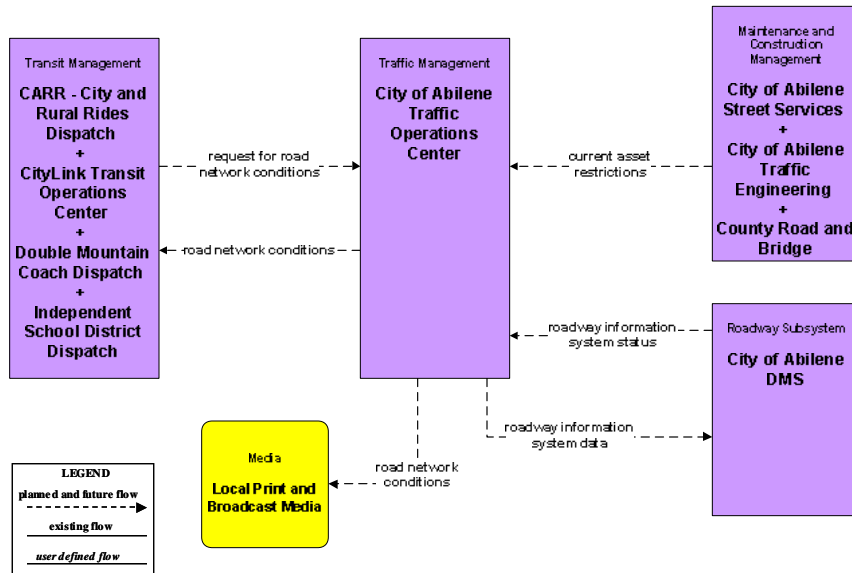 Transit Management
CARR - City and
Rural Rides
Dispatch
+
CityLink Transit
Operations
Center
+
Double Mountain
Coach Dispatch
+
Independent
School District
Dispatch
request for road
network conditions
road network conditions
Traffic Management
City of Abilene
Traffic
Operations
Center
current asset
restrictions
Maintenance and
Construction
Management
City of Abilene
Street Services
+
City of Abilene
Traffic
Engineering
+
County Road and
Bridge
roadway information
system status
Roadway Subsystem
City of Abilene
DMS
roadway information
system data
road network
conditions
Media
Local Print and
Broadcast Media
LEGEND
planned and future flow
existing flow
user defined flow